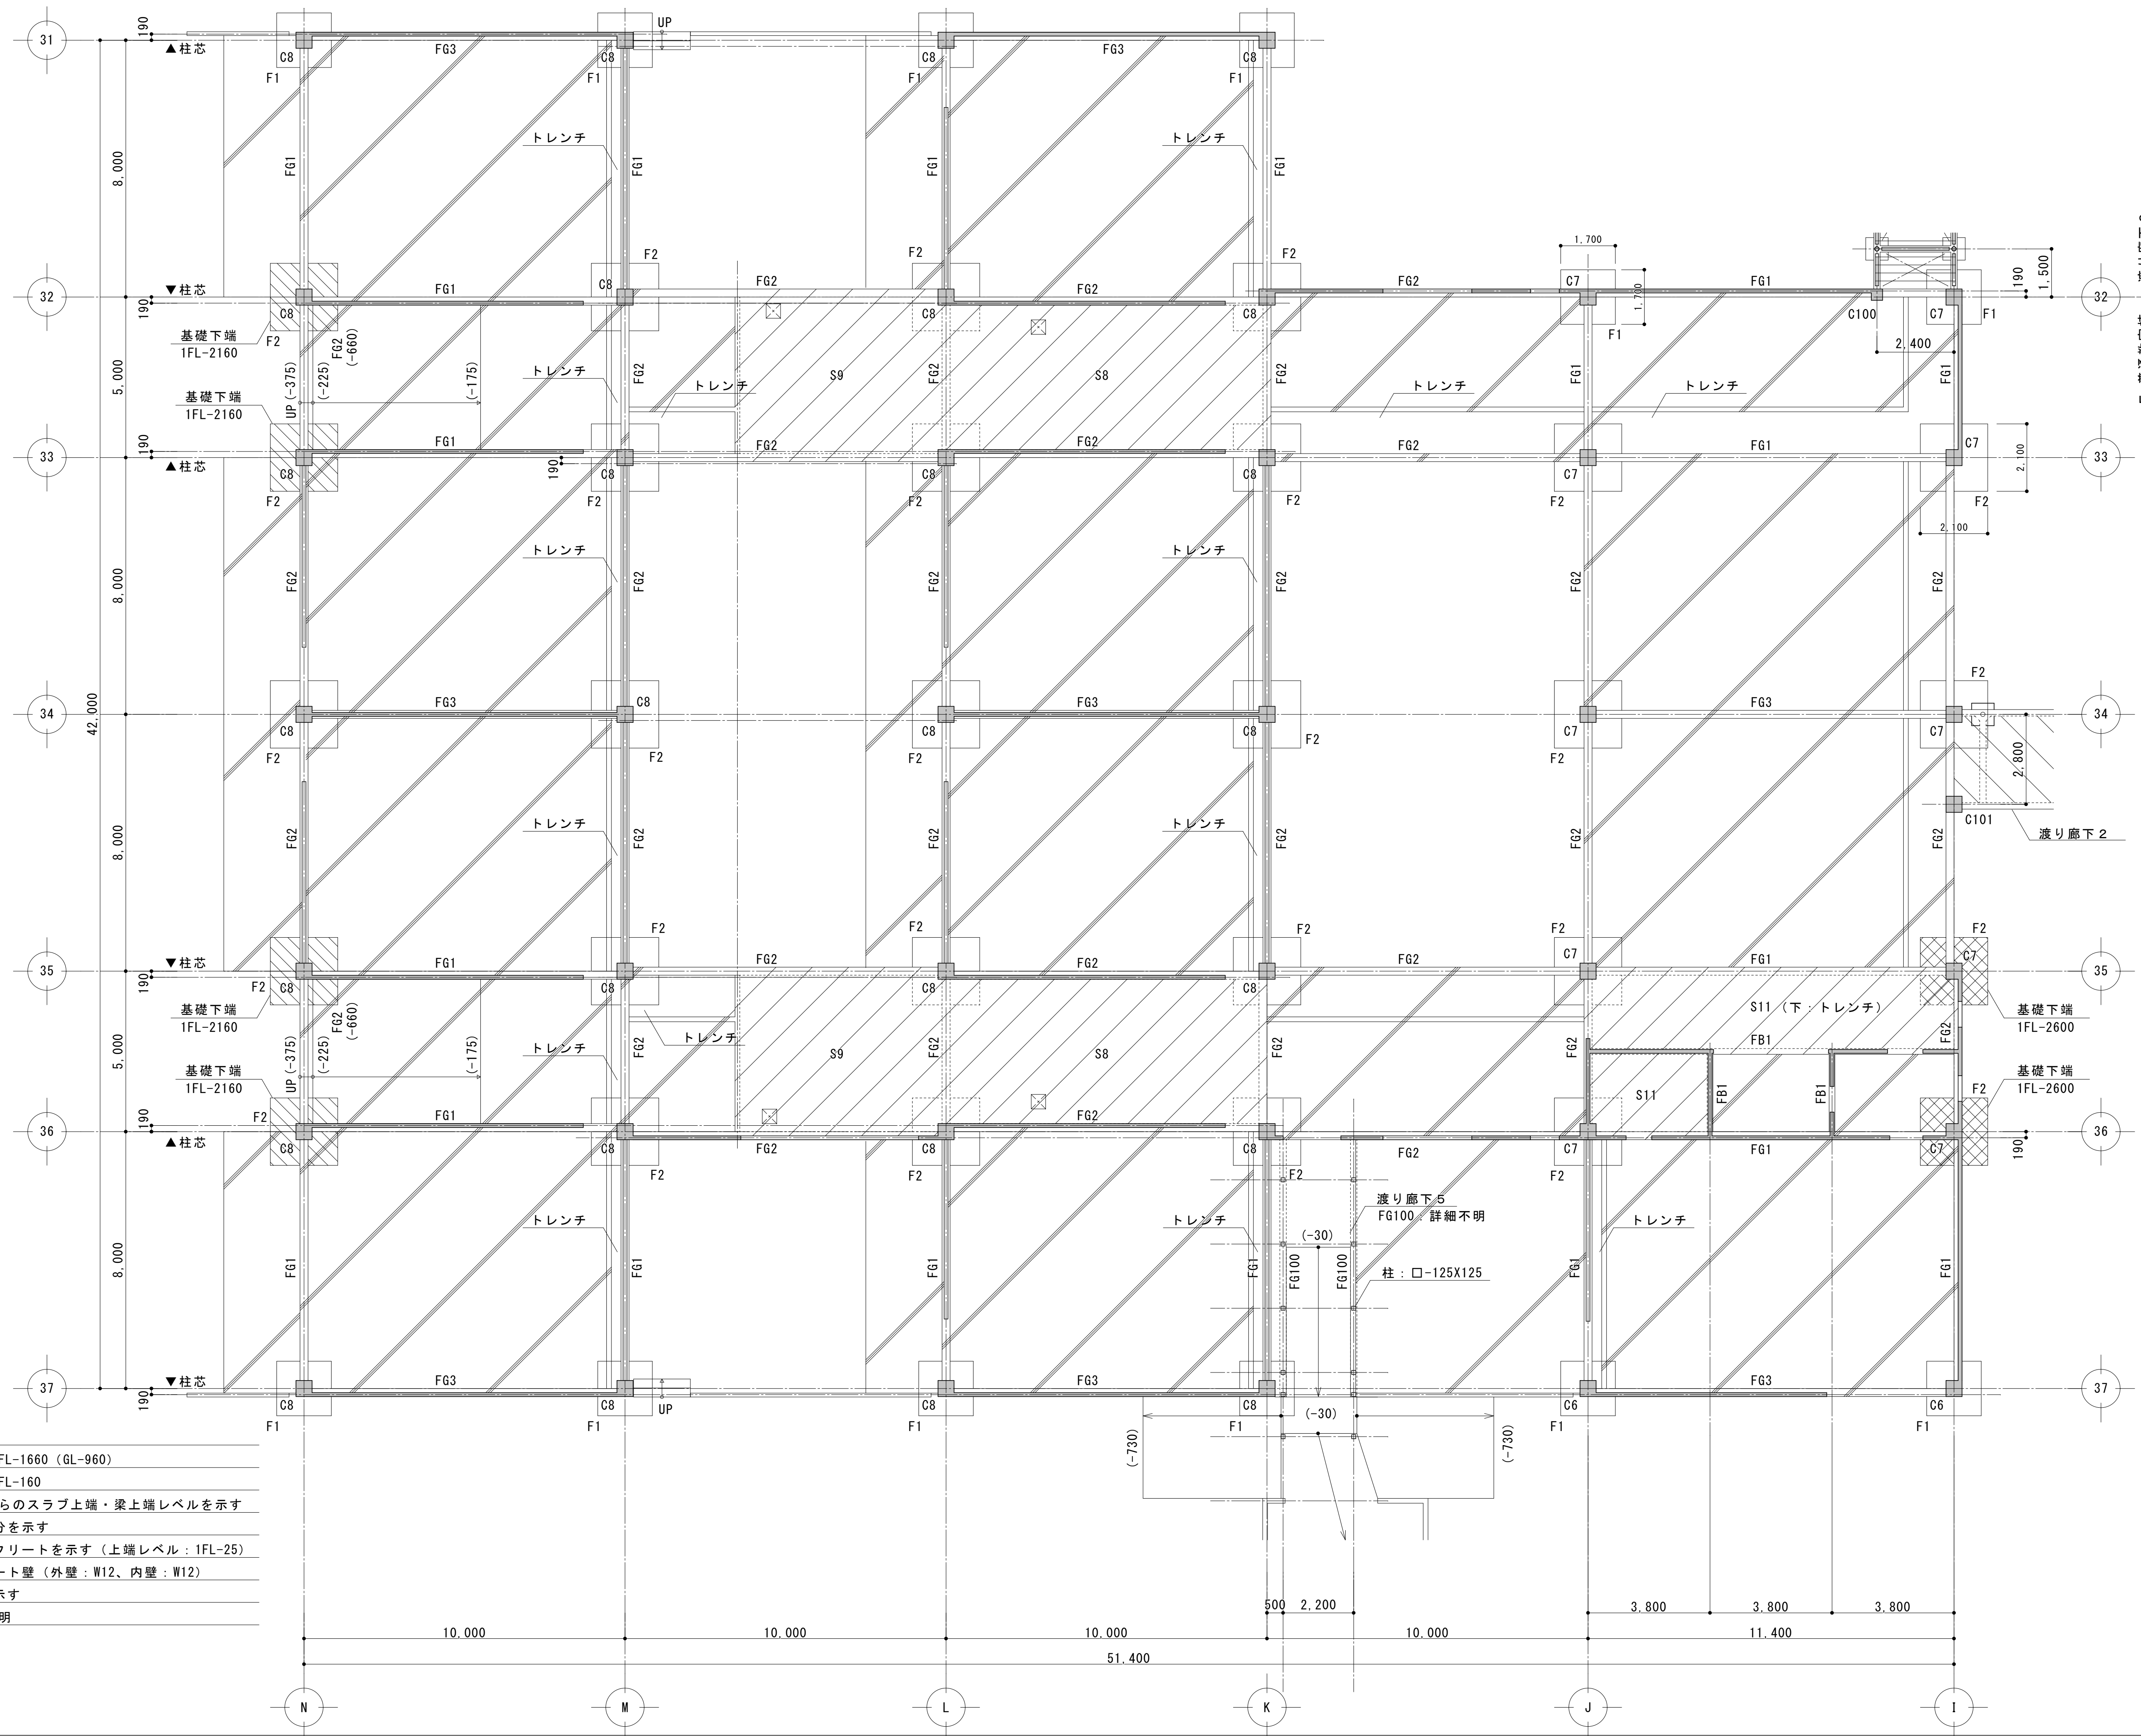 31
190
▲柱芯
C8
F1
FG3
C8
F1
UP
C8
F1
FG3
C8
F1
8,000
トレンチ
トレンチ
FG1
FG1
FG1
FG1
32
▼柱芯
190
C8
F2
FG1
C8
F2
FG2
F2
C8
FG2
F2
C8
FG2
1,700
C7
1,700
F1
C100
2,400
C7
F1
190
1,500
32
基礎下端
1FL-2160
5,000
基礎下端
1FL-2160
UP (-375)
(-225)
FG2
(-660)
(-175)
トレンチ
FG2
トレンチ
S9
FG2
S8
FG2
トレンチ
FG1
トレンチ
FG1
33
190
▲柱芯
C8
F2
FG1
190
C8
F2
FG2
C8
F2
FG2
C8
F2
FG2
C7
F2
FG1
C7
F2
2,100
2,100
33
8,000
トレンチ
トレンチ
FG2
FG2
FG2
FG2
FG2
FG2
34
42,000
C8
F2
FG3
C8
F2
C8
F2
FG3
C8
F2
C7
F2
FG3
F2
C7
34
2,800
C101
渡り廊下2
8,000
トレンチ
トレンチ
FG2
FG2
FG2
FG2
FG2
FG2
35
▼柱芯
190
C8
F2
FG1
F2
C8
FG2
F2
C8
FG2
F2
C8
FG2
F2
C7
FG1
F2
C7
35
基礎下端
1FL-2160
5,000
基礎下端
1FL-2160
UP (-375)
(-225)
FG2
(-660)
(-175)
トレンチ
FG2
トレンチ
S9
FG2
S8
FG2
FG2
S11 (下:トレンチ)
FG2
FB1
S11
FB1
FB1
基礎下端
1FL-2600
基礎下端
1FL-2600
F2
36
190
▲柱芯
F2
C8
FG1
C8
F2
FG2
C8
F2
FG2
C8
F2
FG2
C7
F2
FG1
C7
190
36
8,000
トレンチ
トレンチ
渡り廊下5
FG100:詳細不明
トレンチ
(-30)
FG1
FG1
FG1
FG1
FG100
FG100
柱:□-125X125
FG1
FG1
37
▼柱芯
190
C8
F1
FG3
C8
F1
UP
C8
F1
FG3
C8
F1
(-30)
(-730)
(-730)
C6
F1
FG3
C6
F1
37
FL-1660 (GL-960)
FL-160
らのスラブ上端・梁上端レベルを示す
分を示す
クリートを示す(上端レベル:1FL-25)
ート壁(外壁:W12、内壁:W12)
示す
明
500
2,200
3,800
3,800
3,800
10,000
10,000
10,000
10,000
11,400
51,400
N
M
L
K
J
I